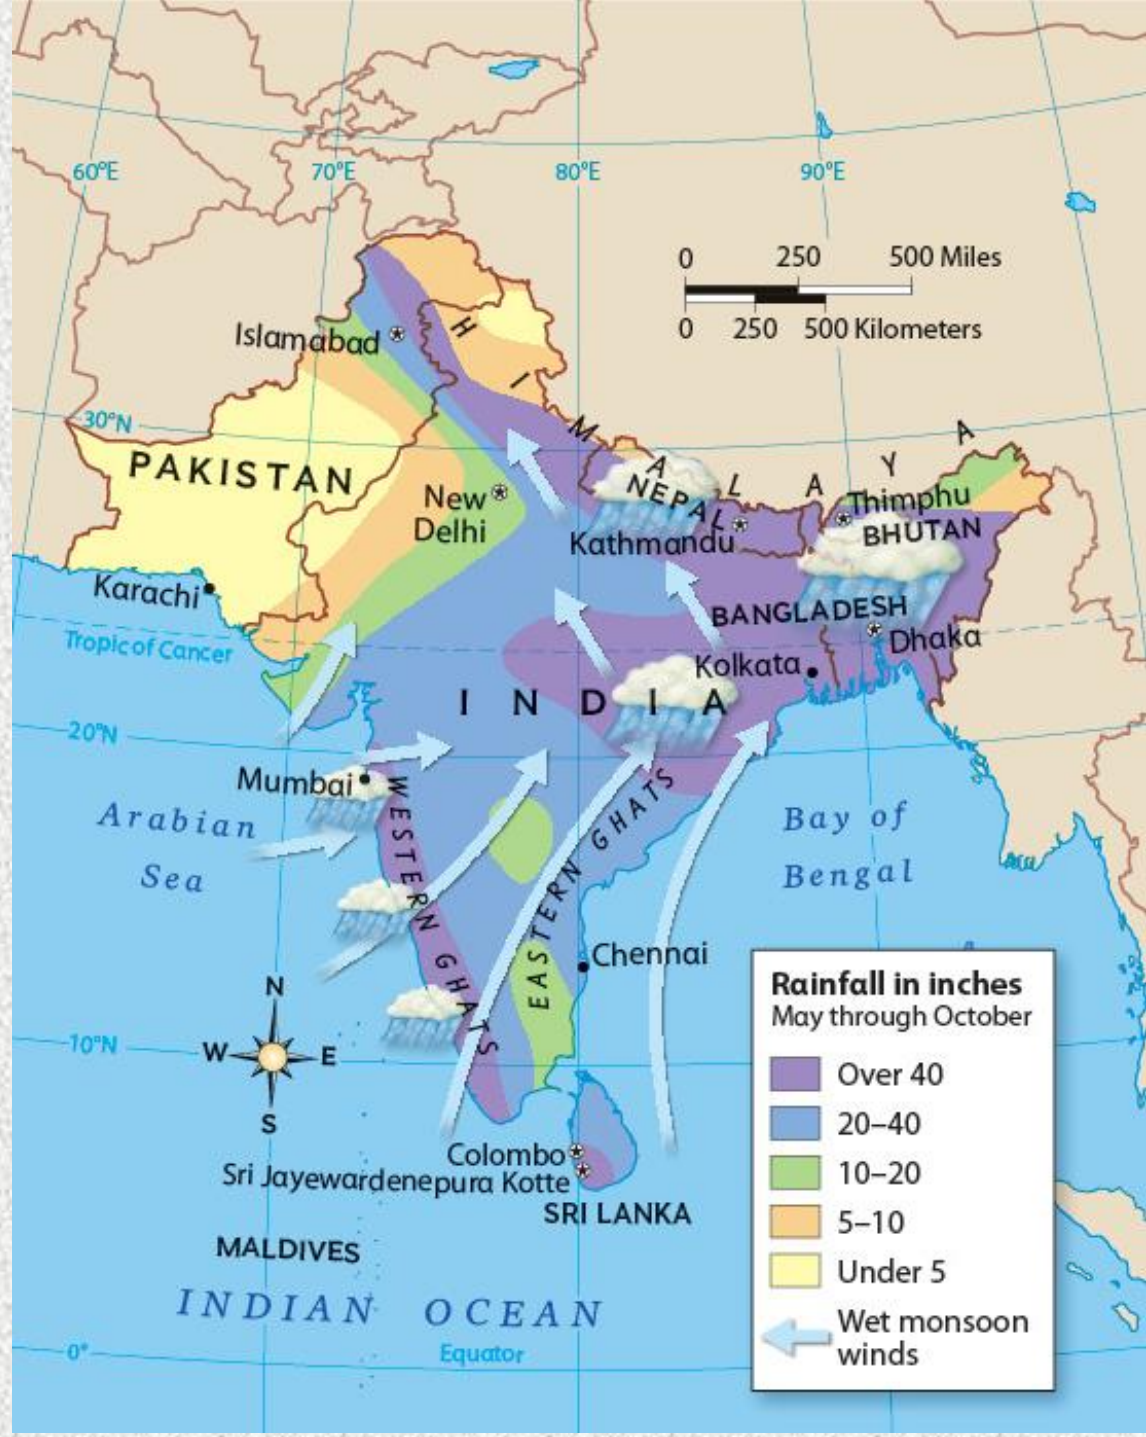 60°E
70°E
80°E
90°E
0 250 500 Miles
0 250 500 Kilometers
Islamabad
HIMALAYA
30°N
PAKISTAN
New
Delhi
NEPAL
Kathmandu
Thimphu
BHUTAN
Karachi
BANGLADESH
Dhaka
Tropic of Cancer
Kolkata
INDIA
20°N
Mumbai
WESTERN GHATS
EASTERN GHATS
Arabian
Sea
Bay of
Bengal
Chennai
N
W E
S
10°N
Colombo
Sri Jayewardenepura Kotte
SRI LANKA
MALDIVES
INDIAN OCEAN
0°
Equator
Rainfall in inches
May through October
Over 40
20–40
10–20
5–10
Under 5
Wet monsoon
winds